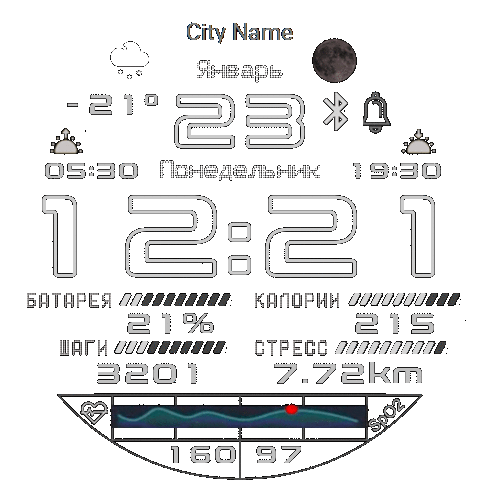 City Name
Январь
-21° 23
05:30 Понедельник 19:30
12:21
БАТАРЕЯ КАЛОРИИ
21% 215
ШАГИ СТРЕСС
3201 7.72km
SpO2
160 97